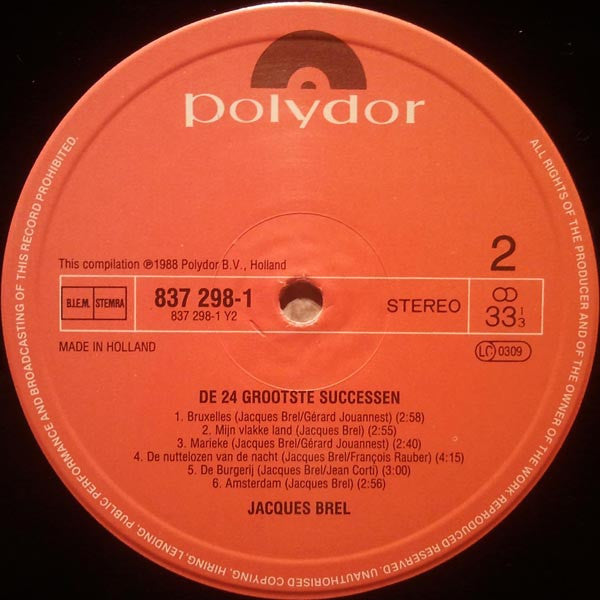 polydor
This compilation ℗1988 Polydor B.V., Holland
2
B.I.E.M. STEMRA
837 298-1
837 298-1 Y2
STEREO
33 1/3
MADE IN HOLLAND
LC 0309
DE 24 GROOTSTE SUCCESSEN
1. Bruxelles (Jacques Brel/Gérard Jouannest) (2:58)
2. Mijn vlakke land (Jacques Brel) (2:55)
3. Marieke (Jacques Brel/Gérard Jouannest) (2:40)
4. De nuttelozen van de nacht (Jacques Brel/François Rauber) (4:15)
5. De Burgerij (Jacques Brel/Jean Corti) (3:00)
6. Amsterdam (Jacques Brel) (2:56)
JACQUES BREL
ALL RIGHTS OF THE PRODUCER AND OF THE OWNER OF THE WORK REPRODUCED RESERVED. UNAUTHORISED COPYING, HIRING, LENDING, PUBLIC PERFORMANCE AND BROADCASTING OF THIS RECORD PROHIBITED.